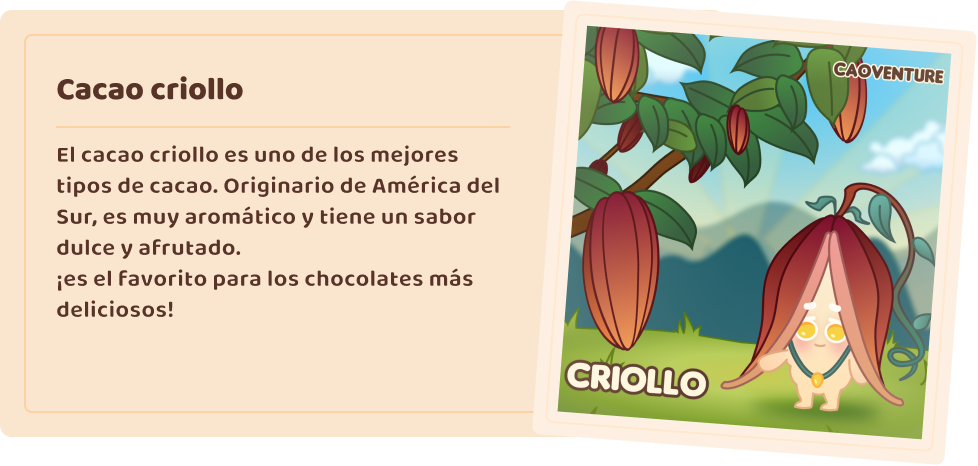 Cacao criollo
El cacao criollo es uno de los mejores
tipos de cacao. Originario de América del
Sur, es muy aromático y tiene un sabor
dulce y afrutado.
¡es el favorito para los chocolates más
deliciosos!
CAOVENTURE
CRIOLLO